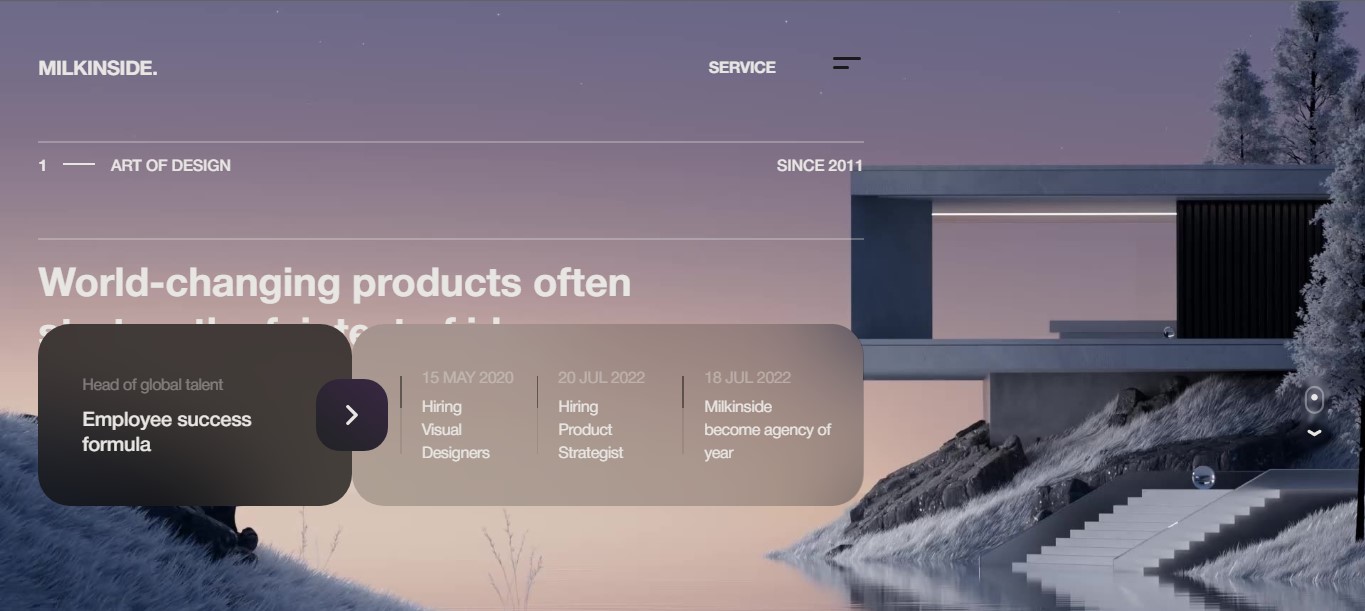 MILKINSIDE.
SERVICE
1 — ART OF DESIGN
SINCE 2011
World-changing products often
Head of global talent
Employee success
formula
15 MAY 2020
Hiring
Visual
Designers
20 JUL 2022
Hiring
Product
Strategist
18 JUL 2022
Milkinside
become agency of
year